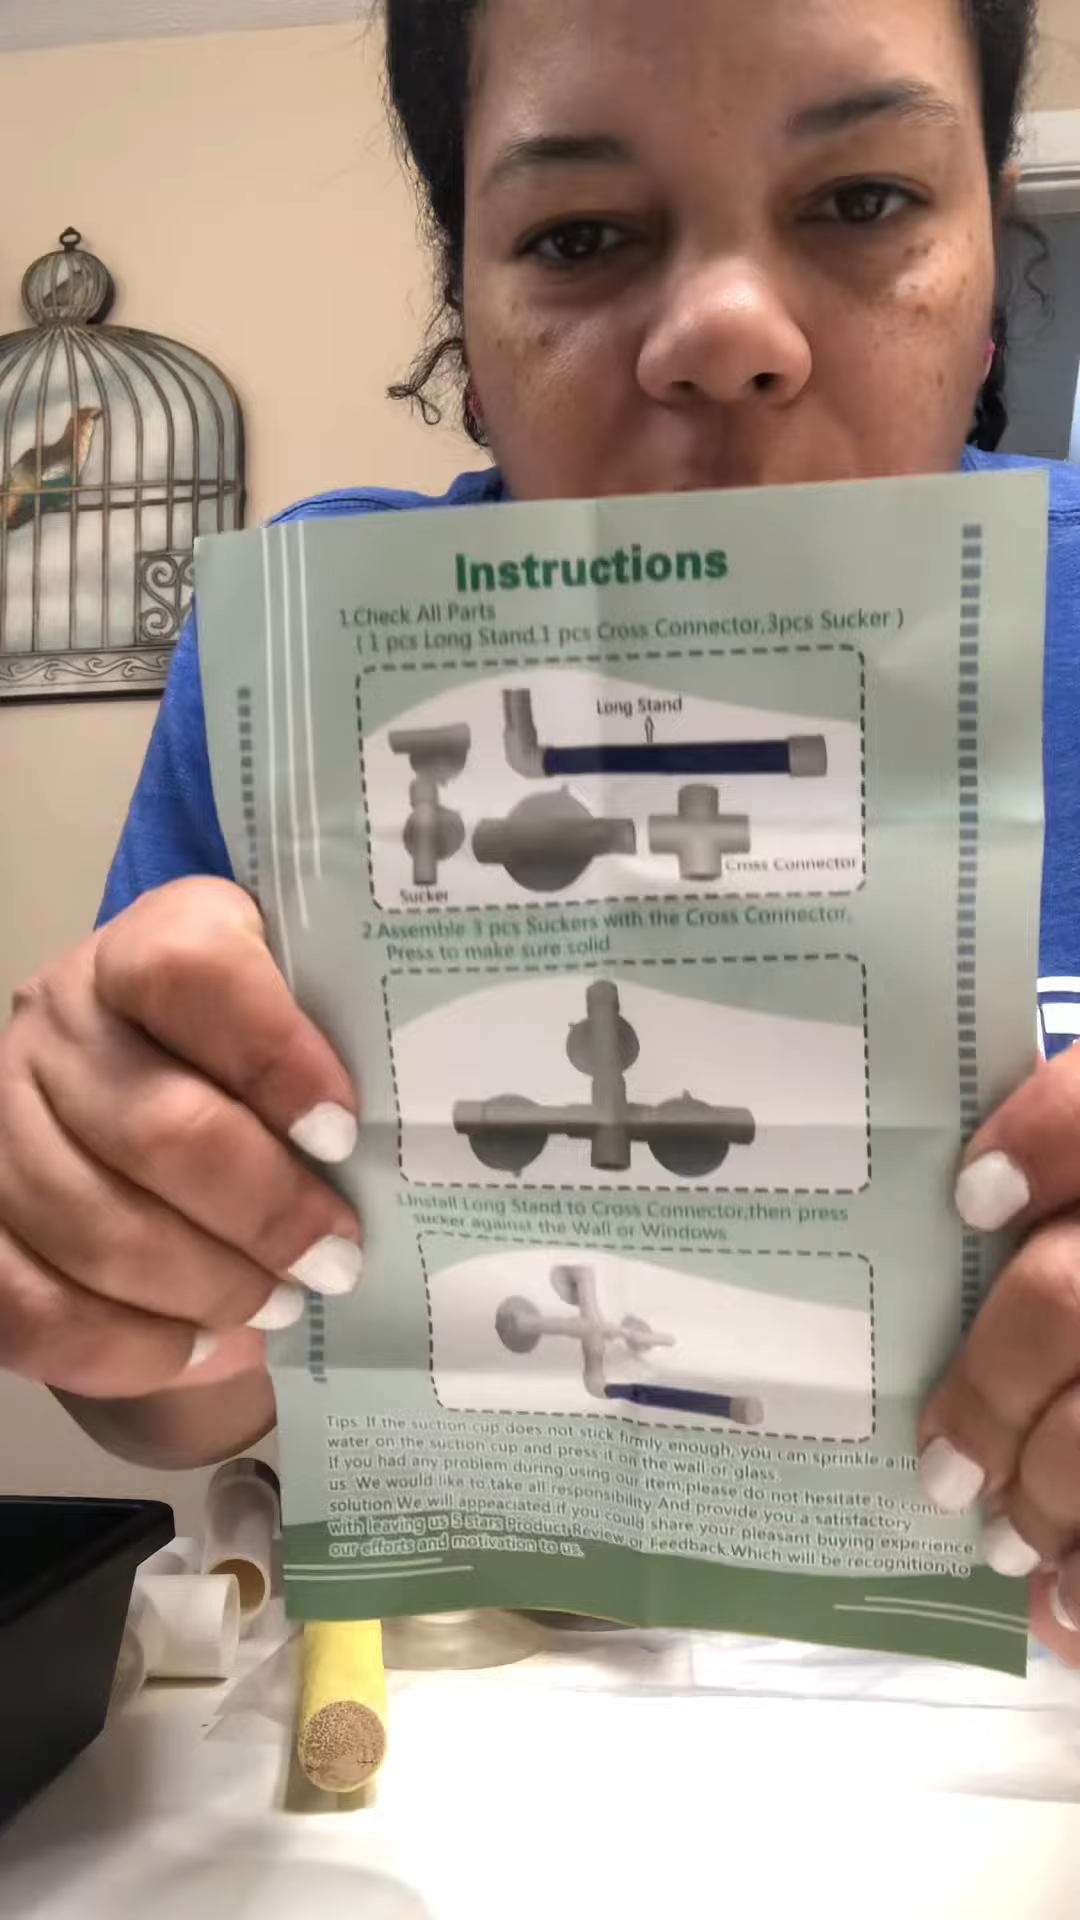 Instructions
1.Check All Parts
( 1 pcs Long Stand,1 pcs Cross Connector,3pcs Sucker )
Long Stand
Cross Connector
Sucker
2.Assemble 3 pcs Suckers with the Cross Connector,
Press to make sure solid
3.Install Long Stand to Cross Connector,then press
sucker against the Wall or Windows
Tips: If the suction cup does not stick firmly enough, you can sprinkle a
water on the suction cup and press it on the wall or glass.
If you had any problem during using our item,please do not hesitate to
us. We would like to take all responsibility And provide you a satisfactory
solution.We will appeaciated if you could share your pleasant buying experience
with leaving us 5 stars Product Review or Feedback.Which will be recognition to
our efforts and motivation to us.